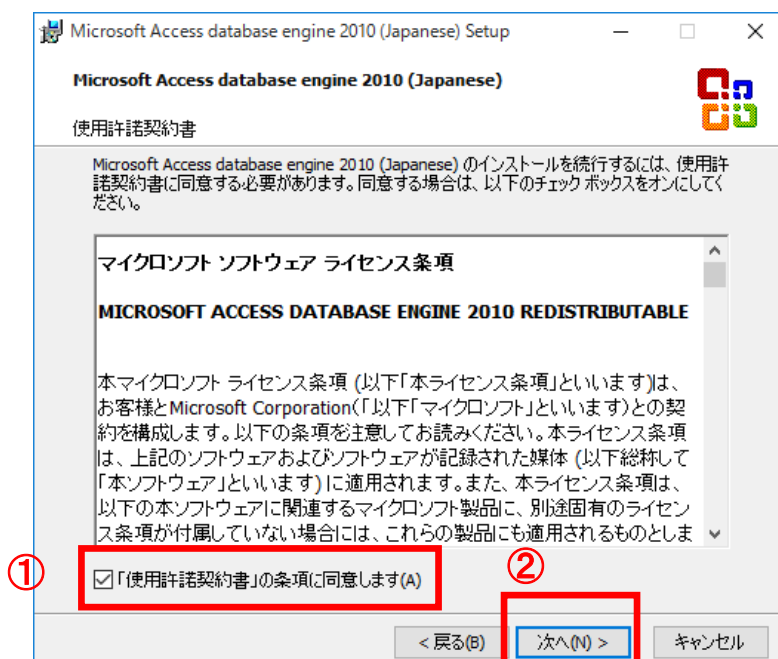 Microsoft Access database engine 2010 (Japanese) Setup
Microsoft Access database engine 2010 (Japanese)
使用許諾契約書
Microsoft Access database engine 2010 (Japanese) のインストールを続行するには、使用許
諾契約書に同意する必要があります。同意する場合は、以下のチェック ボックスをオンにしてく
ださい。
マイクロソフト ソフトウェア ライセンス条項
MICROSOFT ACCESS DATABASE ENGINE 2010 REDISTRIBUTABLE
本マイクロソフト ライセンス条項 (以下「本ライセンス条項」といいます)は、
お客様とMicrosoft Corporation(「以下「マイクロソフト」といいます)との契
約を構成します。以下の条項を注意してお読みください。本ライセンス条項
は、上記のソフトウェアおよびソフトウェアが記録された媒体 (以下総称して
「本ソフトウェア」といいます) に適用されます。また、本ライセンス条項は、
以下の本ソフトウェアに関連するマイクロソフト製品に、別途固有のライセン
ス条項が付属していない場合には、これらの製品にも適用されるものとしま
①
「使用許諾契約書」の条項に同意します(A)
②
< 戻る(B)
次へ(N) >
キャンセル